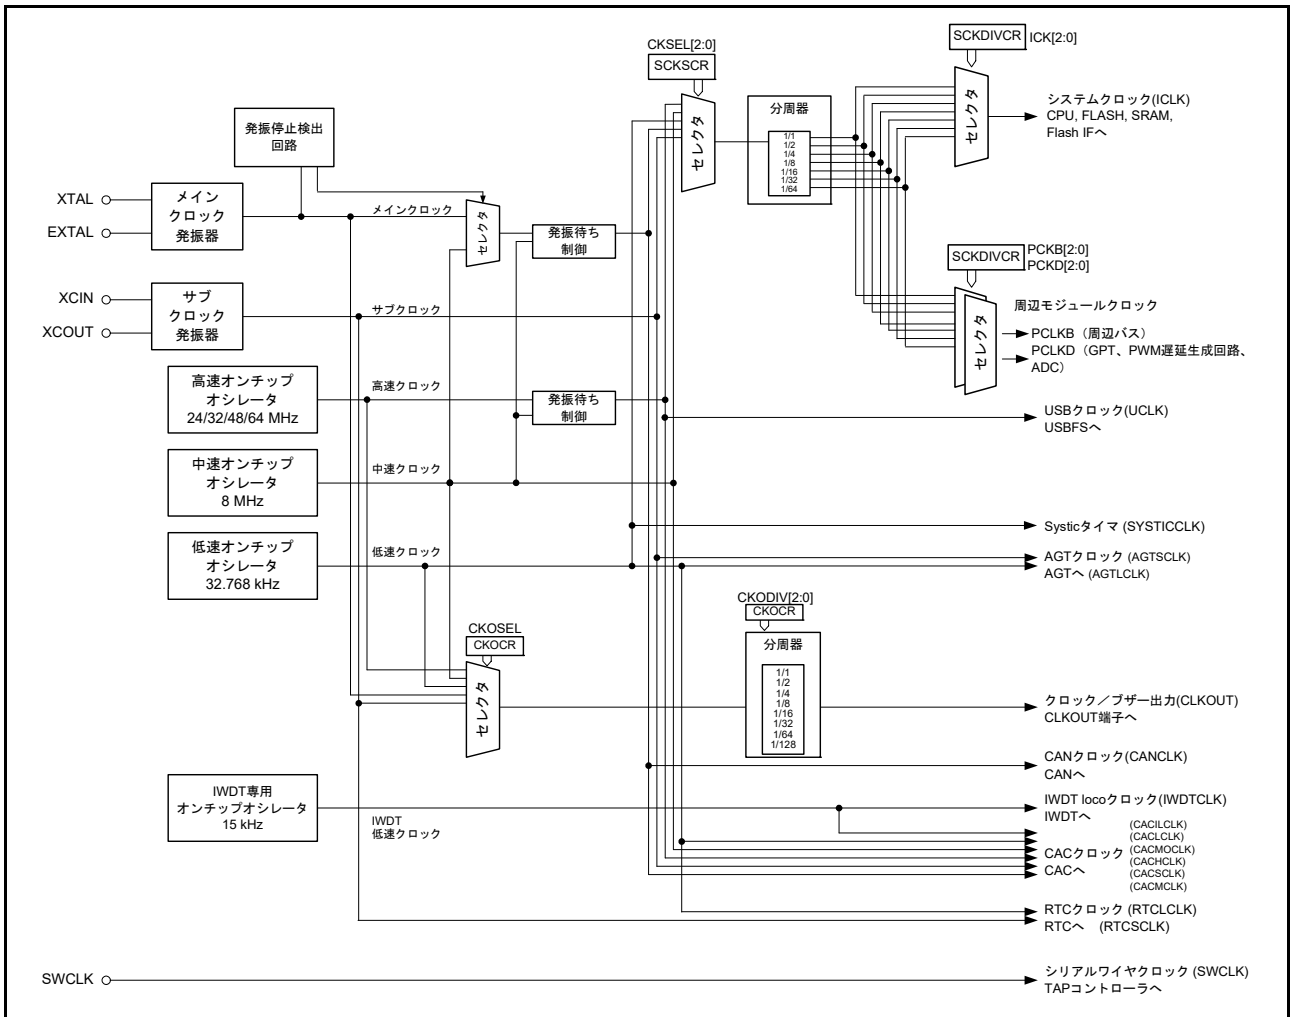 CKSEL[2:0]
SCKSCR
セレクタ
分周器
1/1
1/2
1/4
1/8
1/16
1/32
1/64
SCKDIVCR
ICK[2:0]
セレクタ
システムクロック(ICLK)
CPU, FLASH, SRAM,
Flash IFへ
発振停止検出
回路
XTAL
EXTAL
メイン
クロック
発振器
メインクロック
セレクタ
発振待ち
制御
SCKDIVCR
PCKB[2:0]
PCKD[2:0]
セレクタ
周辺モジュールクロック
PCLKB（周辺バス）
PCLKD（GPT、PWM遅延生成回路、
ADC）
XCIN
XCOUT
サブ
クロック
発振器
サブクロック
高速オンチップ
オシレータ
24/32/48/64 MHz
高速クロック
発振待ち
制御
USBクロック(UCLK)
USBFSへ
中速オンチップ
オシレータ
8 MHz
中速クロック
Systicタイマ (SYSTICCLK)
低速オンチップ
オシレータ
32.768 kHz
低速クロック
AGTクロック (AGTSCLK)
AGTへ (AGTLCLK)
CKOSEL
CKOCR
セレクタ
CKODIV[2:0]
CKOCR
分周器
1/1
1/2
1/4
1/8
1/16
1/32
1/64
1/128
クロック／ブザー出力(CLKOUT)
CLKOUT端子へ
CANクロック(CANCLK)
CANへ
IWDT専用
オンチップオシレータ
15 kHz
IWDT
低速クロック
IWDT locoクロック(IWDTCLK)
IWDTへ
CACクロック
CACへ
(CACILCLK)
(CACLCLK)
(CACMOCLK)
(CACHCLK)
(CACSCLK)
(CACMCLK)
RTCクロック (RTCLCLK)
RTCへ (RTCSCLK)
SWCLK
シリアルワイヤクロック (SWCLK)
TAPコントローラへ